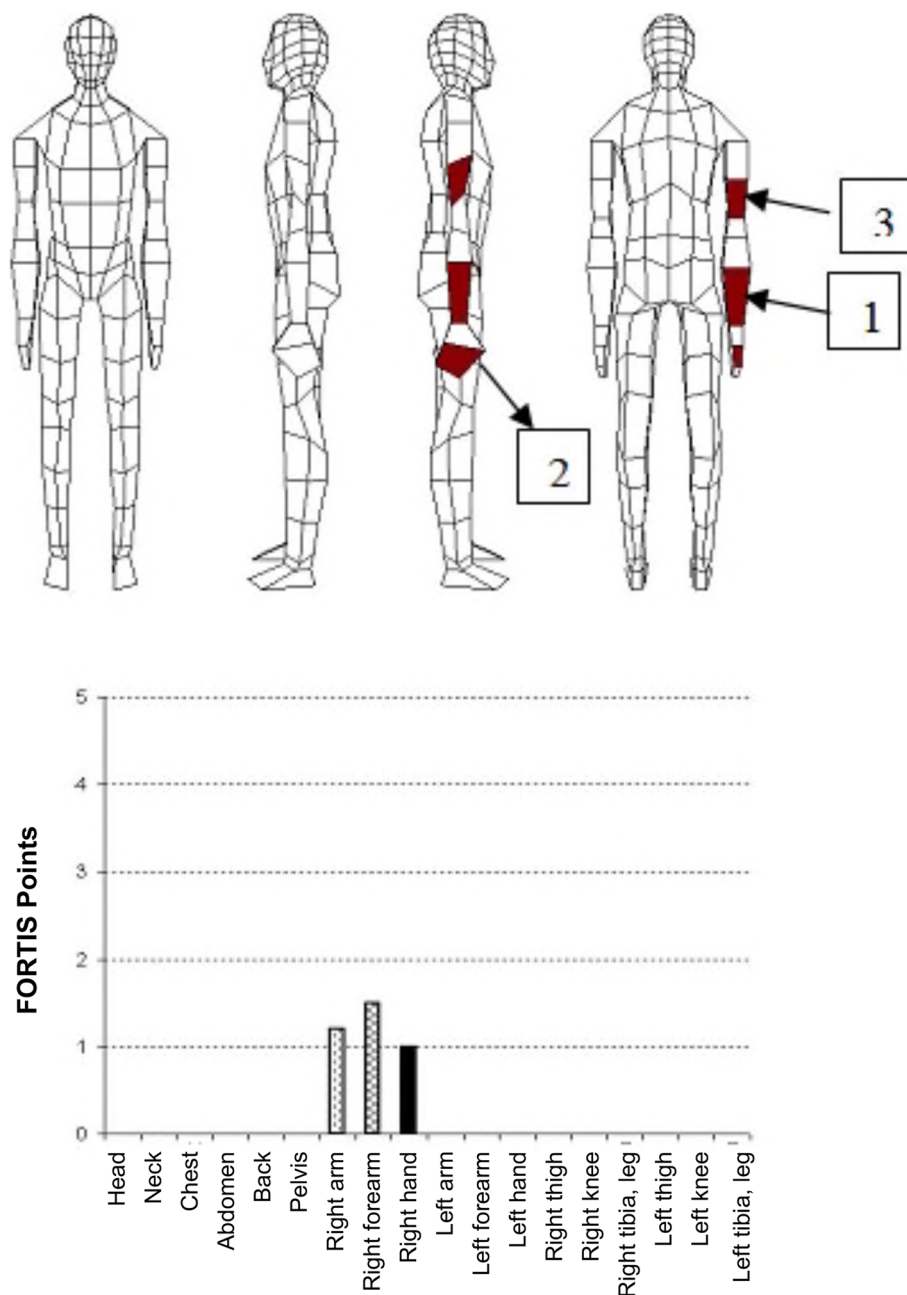 3
1
2
FORTIS Points
5
4
3
2
1
0
Head
Neck
Chest
Abdomen
Back
Pelvis
Right arm
Right forearm
Right hand
Left arm
Left forearm
Left hand
Right thigh
Right knee
Right tibia, leg
Left thigh
Left knee
Left tibia, leg